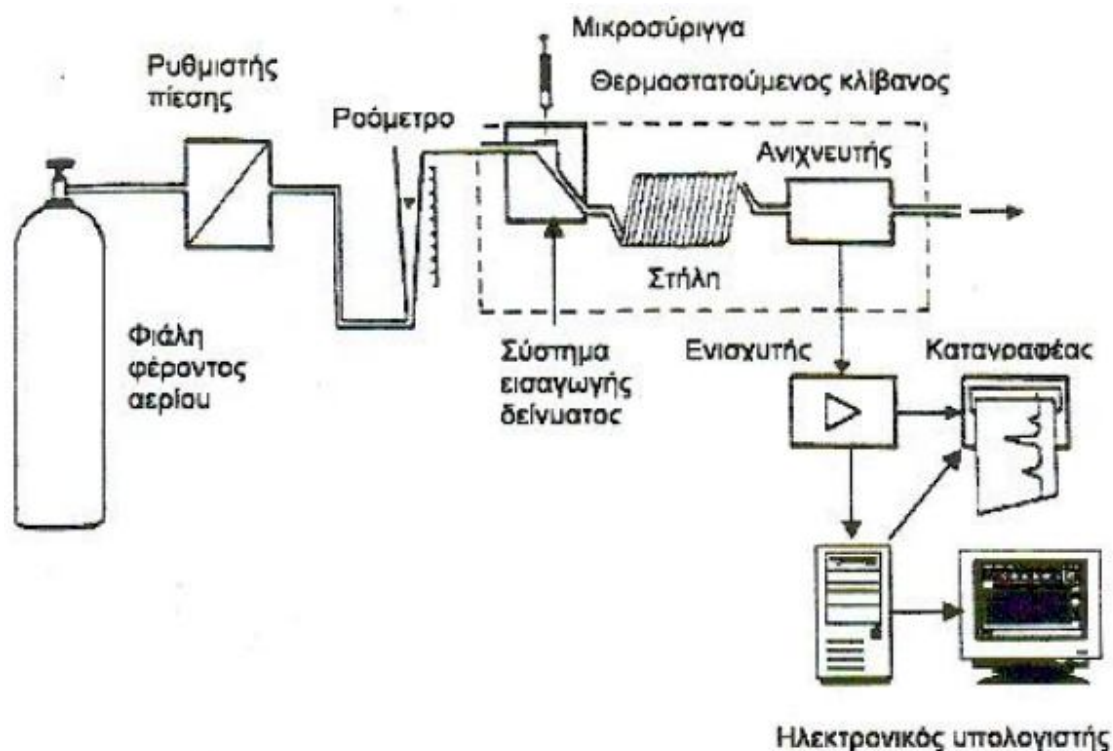 Μικροσύριγγα
Ρυθμιστής
πίεσης
Θερμοστατούμενος κλίβανος
Ροόμετρο
Ανιχνευτής
Στήλη
Φιάλη
φέροντος
αερίου
Σύστημα
εισαγωγής
δείγματος
Ενισχυτής
Καταγραφέας
Ηλεκτρονικός υπολογιστής